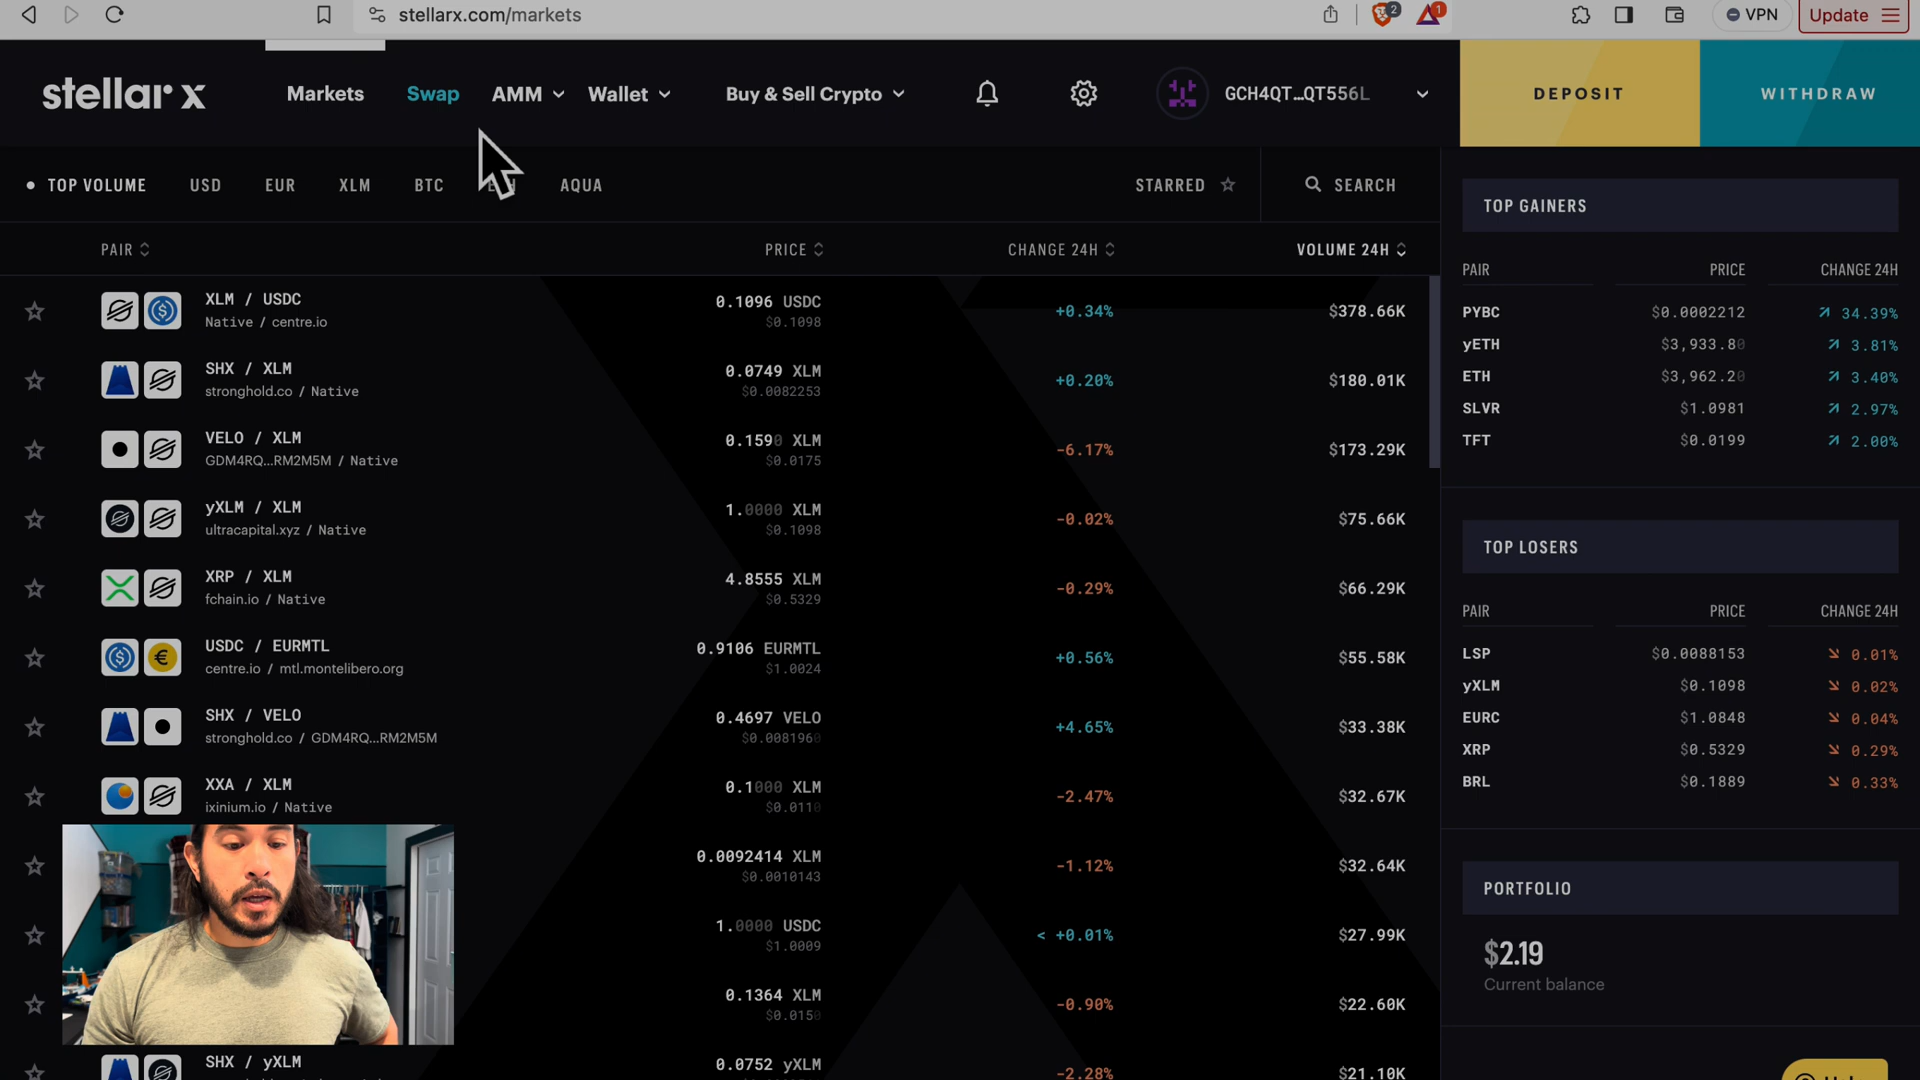 stellarx.com/markets
2
1
VPN
Update
stellar x
Markets
Swap
AMM
Wallet
Buy & Sell Crypto
GCH4QT...QT556L
DEPOSIT
WITHDRAW
TOP VOLUME
USD
EUR
XLM
BTC
AQUA
STARRED
SEARCH
PAIR
PRICE
CHANGE 24H
VOLUME 24H
XLM / USDC
Native / centre.io
0.1096 USDC
$0.1098
+0.34%
$378.66K
SHX / XLM
stronghold.co / Native
0.0749 XLM
$0.0082253
+0.20%
$180.01K
VELO / XLM
GDM4RQ...RM2M5M / Native
0.1590 XLM
$0.0175
-6.17%
$173.29K
yXLM / XLM
ultracapital.xyz / Native
1.0000 XLM
$0.1098
-0.02%
$75.66K
XRP / XLM
fchain.io / Native
4.8555 XLM
$0.5329
-0.29%
$66.29K
USDC / EURMTL
centre.io / mtl.montelibero.org
0.9106 EURMTL
$1.0024
+0.56%
$55.58K
SHX / VELO
stronghold.co / GDM4RQ...RM2M5M
0.4697 VELO
$0.0081960
+4.65%
$33.38K
XXA / XLM
ixinium.io / Native
0.1000 XLM
$0.0110
-2.47%
$32.67K
0.0092414 XLM
$0.0010143
-1.12%
$32.64K
1.0000 USDC
$1.0009
< +0.01%
$27.99K
0.1364 XLM
$0.0150
-0.90%
$22.60K
SHX / yXLM
0.0752 yXLM
-2.28%
$21.10K
TOP GAINERS
PAIR
PRICE
CHANGE 24H
PYBC $0.0002212 34.39%
yETH $3,933.80 3.81%
ETH $3,962.20 3.40%
SLVR $1.0981 2.97%
TFT $0.0199 2.00%
TOP LOSERS
PAIR
PRICE
CHANGE 24H
LSP $0.0088153 0.01%
yXLM $0.1098 0.02%
EURC $1.0848 0.04%
XRP $0.5329 0.29%
BRL $0.1889 0.33%
PORTFOLIO
$2.19
Current balance